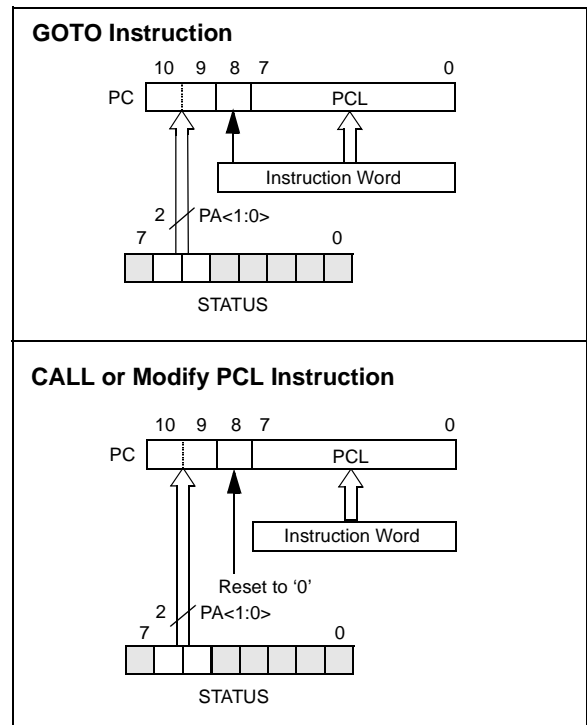 GOTO Instruction
10 9 8 7 0
PC PCL
Instruction Word
2 PA<1:0>
7 0
STATUS
CALL or Modify PCL Instruction
10 9 8 7 0
PC PCL
Instruction Word
Reset to ‘0’
2 PA<1:0>
7 0
STATUS